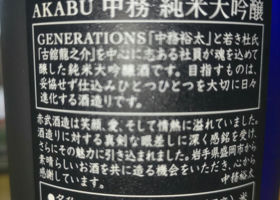 AKABU 中務 純米大吟醸
GENERATIONS「中務裕太」と若き杜氏
「古舘龍之介」を中心に志ある社員が魂を込めて
醸した純米大吟醸酒です。目指すものは、
妥協せず仕込みひとつひとつを大切に日々
進化する酒造りです。
赤武酒造は笑顔、愛、そして情熱に溢れていました。
酒造りに対する真剣な眼差しに深く感銘を受け、
さらにその魅力に引き込まれました。岩手県盛岡市から
素晴らしいお酒を共に造る機会をいただき、心から
感謝しています。
中務裕太